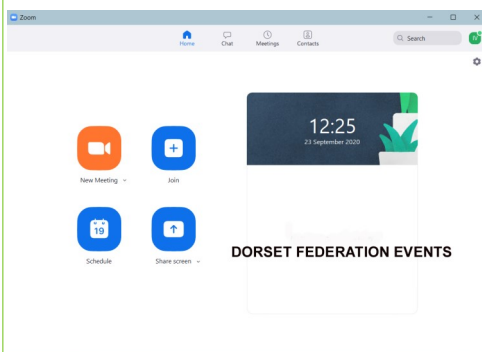 Zoom
Home
Chat
Meetings
Contacts
Search
12:25
23 September 2020
New Meeting
Join
19
Schedule
Share screen
DORSET FEDERATION EVENTS